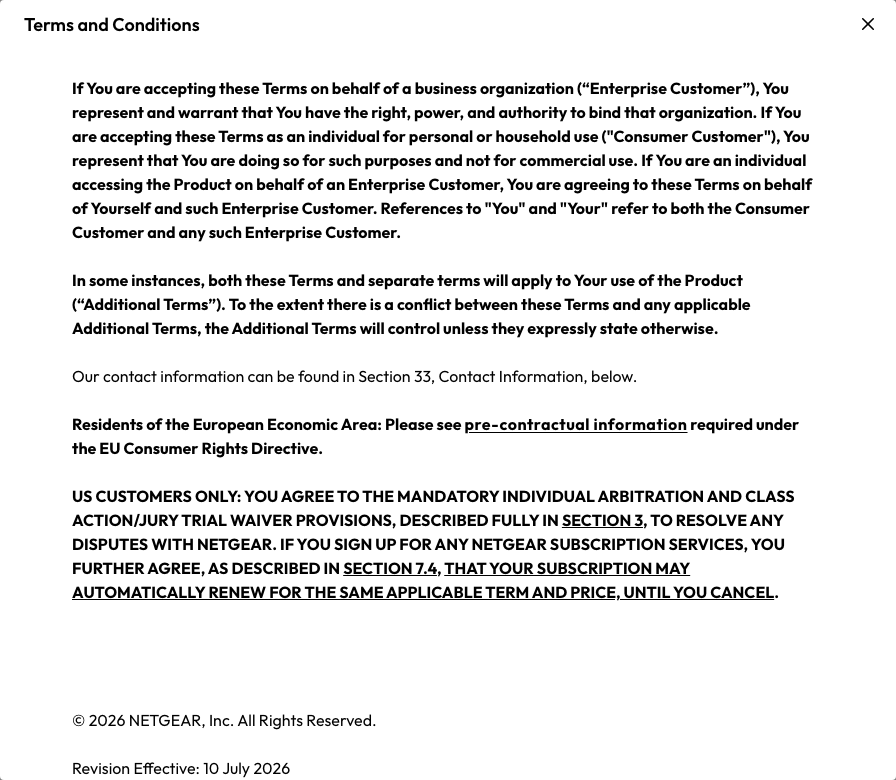 Terms and Conditions
If You are accepting these Terms on behalf of a business organization (“Enterprise Customer”), You
represent and warrant that You have the right, power, and authority to bind that organization. If You
are accepting these Terms as an individual for personal or household use ("Consumer Customer"), You
represent that You are doing so for such purposes and not for commercial use. If You are an individual
accessing the Product on behalf of an Enterprise Customer, You are agreeing to these Terms on behalf
of Yourself and such Enterprise Customer. References to "You" and "Your" refer to both the Consumer
Customer and any such Enterprise Customer.
In some instances, both these Terms and separate terms will apply to Your use of the Product
(“Additional Terms”). To the extent there is a conflict between these Terms and any applicable
Additional Terms, the Additional Terms will control unless they expressly state otherwise.
Our contact information can be found in Section 33, Contact Information, below.
Residents of the European Economic Area: Please see pre-contractual information required under
the EU Consumer Rights Directive.
US CUSTOMERS ONLY: YOU AGREE TO THE MANDATORY INDIVIDUAL ARBITRATION AND CLASS
ACTION/JURY TRIAL WAIVER PROVISIONS, DESCRIBED FULLY IN SECTION 3, TO RESOLVE ANY
DISPUTES WITH NETGEAR. IF YOU SIGN UP FOR ANY NETGEAR SUBSCRIPTION SERVICES, YOU
FURTHER AGREE, AS DESCRIBED IN SECTION 7.4, THAT YOUR SUBSCRIPTION MAY
AUTOMATICALLY RENEW FOR THE SAME APPLICABLE TERM AND PRICE, UNTIL YOU CANCEL.
© 2026 NETGEAR, Inc. All Rights Reserved.
Revision Effective: 10 July 2026